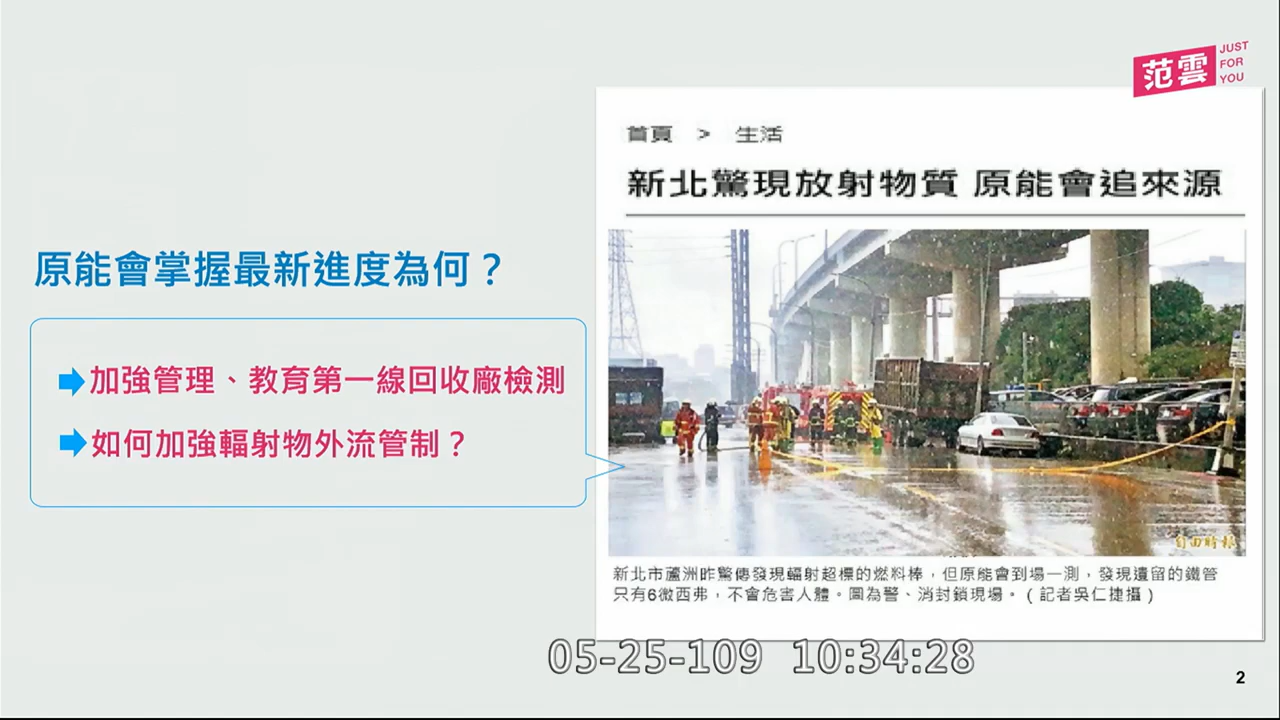 范雲
JUST
FOR
YOU
首頁 > 生活
新北驚現放射物質 原能會追來源
原能會掌握最新進度為何？
加強管理、教育第一線回收廠檢測
如何加強輻射物外流管制？
自由時報
新北市蘆洲昨驚傳發現輻射超標的燃料棒，但原能會到場一測，發現遺留的鐵管
只有6微西弗，不會危害人體。圖為警、消封鎖現場。（記者吳仁捷攝）
05-25-109 10:34:28
2